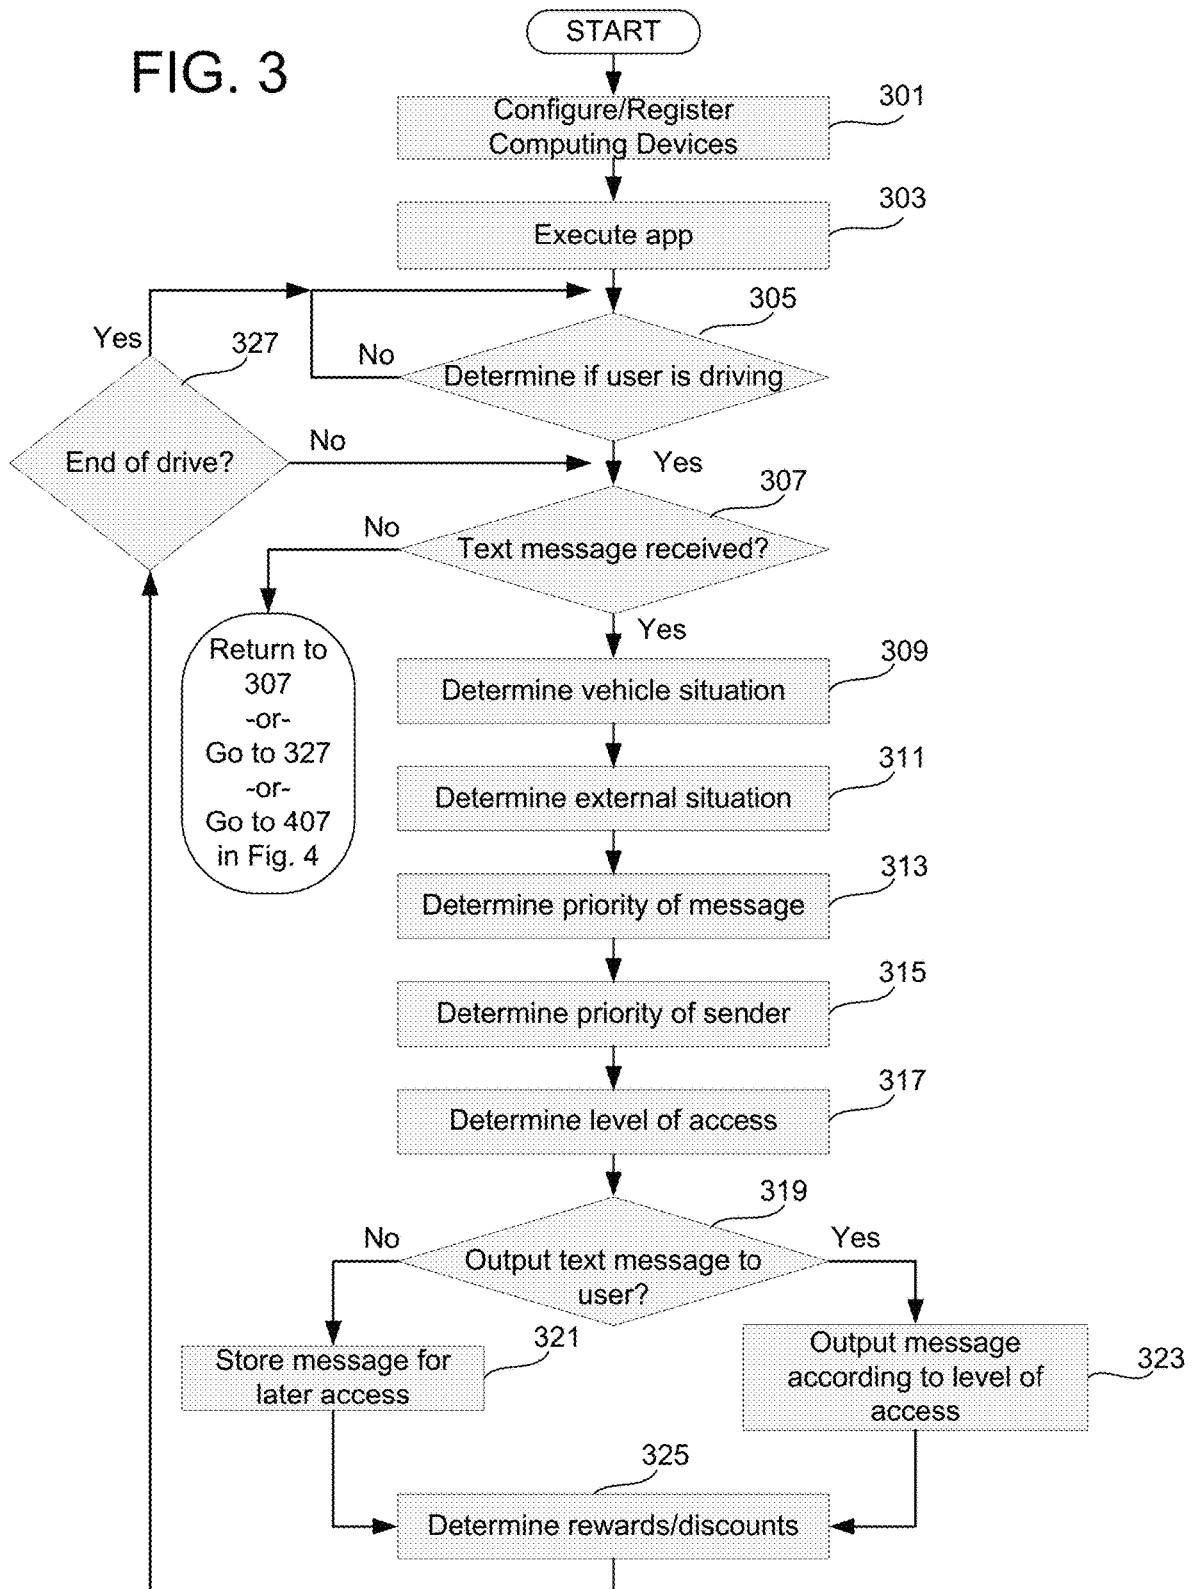 START
FIG. 3
Configure/Register
Computing Devices
301
Execute app
303
305
Yes
327
No
Determine if user is driving
End of drive?
No
Yes
307
No
Text message received?
Yes
Return to
307
-or-
Go to 327
-or-
Go to 407
in Fig. 4
309
Determine vehicle situation
311
Determine external situation
313
Determine priority of message
315
Determine priority of sender
317
Determine level of access
319
No
Yes
Output text message to
user?
321
Store message for
later access
Output message
according to level of
access
323
325
Determine rewards/discounts